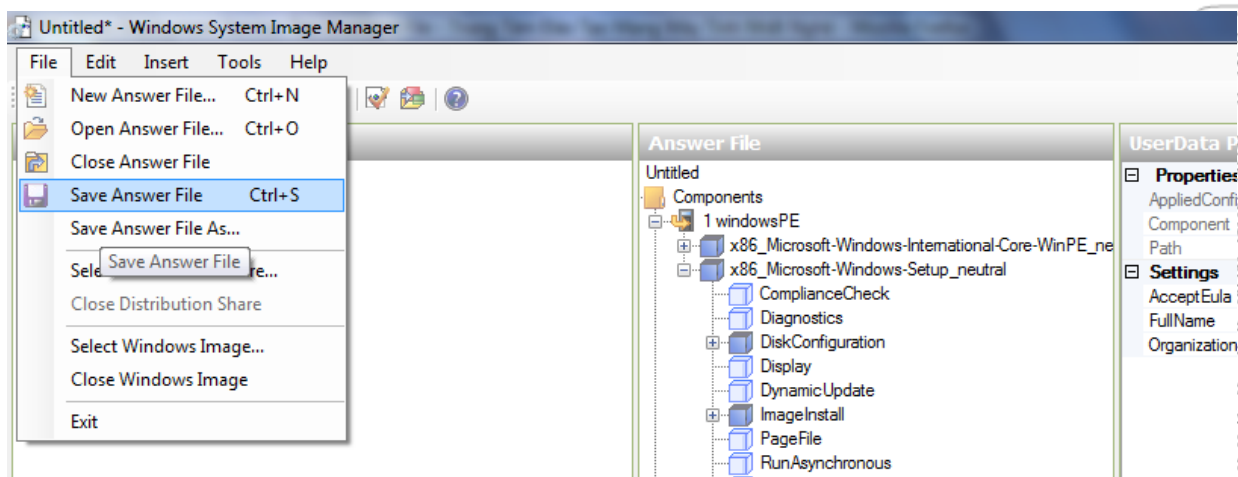 Untitled* - Windows System Image Manager
File Edit Insert Tools Help
New Answer File... Ctrl+N
Open Answer File... Ctrl+O
Close Answer File
Save Answer File Ctrl+S
Save Answer File As...
Save Answer File
Sele re...
Close Distribution Share
Select Windows Image...
Close Windows Image
Exit
Answer File
Untitled
Components
1 windowsPE
x86_Microsoft-Windows-International-Core-WinPE_ne
x86_Microsoft-Windows-Setup_neutral
ComplianceCheck
Diagnostics
DiskConfiguration
Display
DynamicUpdate
ImageInstall
PageFile
RunAsynchronous
UserData P
Properties
AppliedConfi
Component
Path
Settings
AcceptEula
FullName
Organization